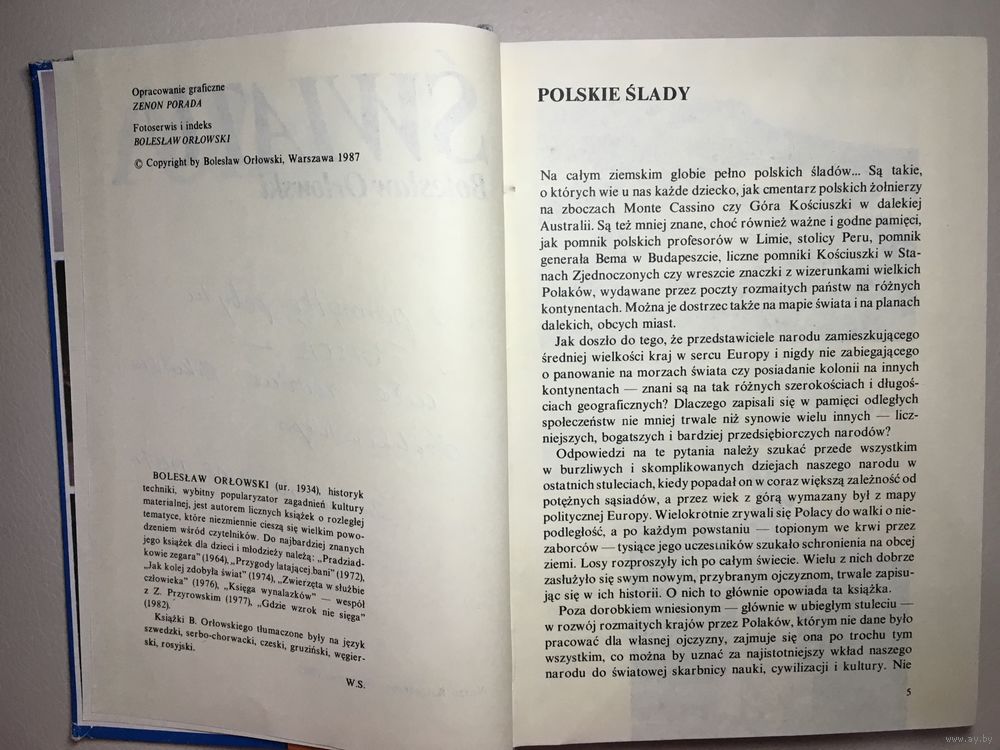 Opracowanie graficzne
ZENON PORADA
Fotoserwis i indeks
BOLESŁAW ORŁOWSKI
© Copyright by Bolesław Orłowski, Warszawa 1987
BOLESŁAW ORŁOWSKI (ur. 1934), historyk
techniki, wybitny popularyzator zagadnień kultury
materialnej, jest autorem licznych książek o rozległej
tematyce, które niezmiennie cieszą się wielkim powo-
dzeniem wśród czytelników. Do najbardziej znanych
jego książek dla dzieci i młodzieży należą: „Pradziad-
kowie zegara" (1964), „Przygody latającej bani" (1972),
„Jak kolej zdobyła świat" (1974), „Zwierzęta w służbie
człowieka" (1976), „Księga wynalazków" — wespół
z Z. Przyrowskim (1977), „Gdzie wzrok nie sięga"
(1982).
Książki B. Orłowskiego tłumaczone były na język
szwedzki, serbo-chorwacki, czeski, gruziński, węgier-
ski, rosyjski.
W.S.
POLSKIE ŚLADY
Na całym ziemskim globie pełno polskich śladów... Są takie,
o których wie u nas każde dziecko, jak cmentarz polskich żołnierzy
na zboczach Monte Cassino czy Góra Kościuszki w dalekiej
Australii. Są też mniej znane, choć również ważne i godne pamięci,
jak pomnik polskich profesorów w Limie, stolicy Peru, pomnik
generała Bema w Budapeszcie, liczne pomniki Kościuszki w Sta-
nach Zjednoczonych czy wreszcie znaczki z wizerunkami wielkich
Polaków, wydawane przez poczty rozmaitych państw na różnych
kontynentach. Można je dostrzec także na mapie świata i na planach
dalekich, obcych miast.
Jak doszło do tego, że przedstawiciele narodu zamieszkującego
średniej wielkości kraj w sercu Europy i nigdy nie zabiegającego
o panowanie na morzach świata czy posiadanie kolonii na innych
kontynentach — znani są na tak różnych szerokościach i długoś-
ciach geograficznych? Dlaczego zapisali się w pamięci odległych
społeczeństw nie mniej trwale niż synowie wielu innych — licz-
niejszych, bogatszych i bardziej przedsiębiorczych narodów?
Odpowiedzi na te pytania należy szukać przede wszystkim
w burzliwych i skomplikowanych dziejach naszego narodu w
ostatnich stuleciach, kiedy popadał on w coraz większą zależność od
potężnych sąsiadów, a przez wiek z górą wymazany był z mapy
politycznej Europy. Wielokrotnie zrywali się Polacy do walki o nie-
podległość, a po każdym powstaniu — topionym we krwi przez
zaborców — tysiące jego uczestników szukało schronienia na obcej
ziemi. Losy rozproszyły ich po całym świecie. Wielu z nich dobrze
zasłużyło się swym nowym, przybranym ojczyznom, trwale zapisu-
jąc się w ich historii. O nich to głównie opowiada ta książka.
Poza dorobkiem wniesionym — głównie w ubiegłym stuleciu —
w rozwój rozmaitych krajów przez Polaków, którym nie dane było
pracować dla własnej ojczyzny, zajmuje się ona po trochu tym
wszystkim, co można by uznać za najistotniejszy wkład naszego
narodu do światowej skarbnicy nauki, cywilizacji i kultury. Nie
5
www.ay.by